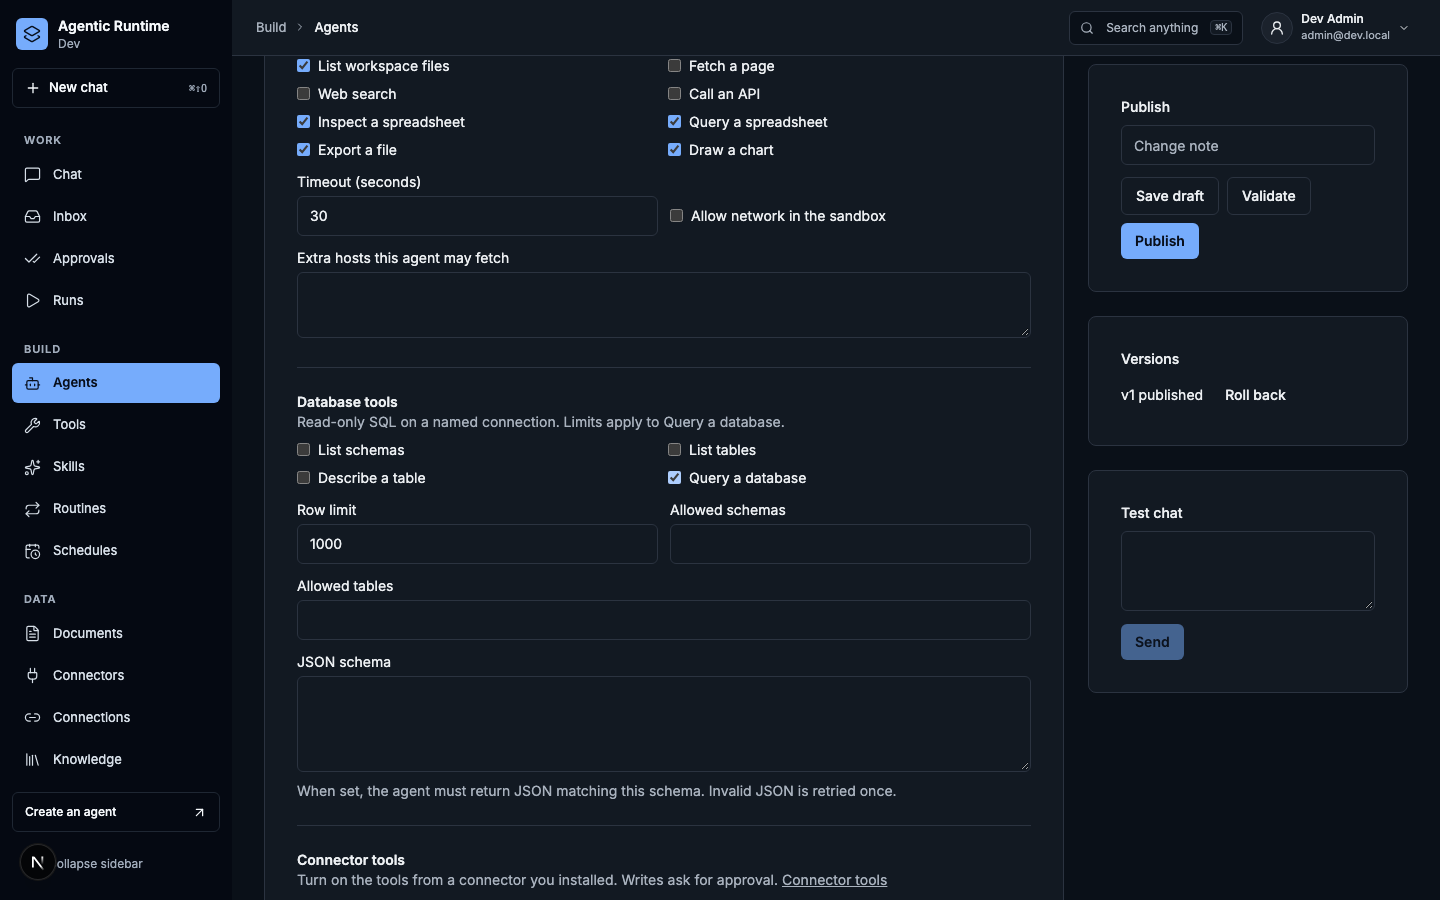 Agentic Runtime
Dev
New chat
⌘⇧O
WORK
Chat
Inbox
Approvals
Runs
BUILD
Agents
Tools
Skills
Routines
Schedules
DATA
Documents
Connectors
Connections
Knowledge
Create an agent
N
ollapse sidebar
Build
Agents
Search anything
⌘K
Dev Admin
admin@dev.local
List workspace files
Fetch a page
Web search
Call an API
Inspect a spreadsheet
Query a spreadsheet
Export a file
Draw a chart
Timeout (seconds)
30
Allow network in the sandbox
Extra hosts this agent may fetch
Database tools
Read-only SQL on a named connection. Limits apply to Query a database.
List schemas
List tables
Describe a table
Query a database
Row limit
Allowed schemas
1000
Allowed tables
JSON schema
When set, the agent must return JSON matching this schema. Invalid JSON is retried once.
Connector tools
Turn on the tools from a connector you installed. Writes ask for approval. Connector tools
Publish
Change note
Save draft
Validate
Publish
Versions
v1 published
Roll back
Test chat
Send